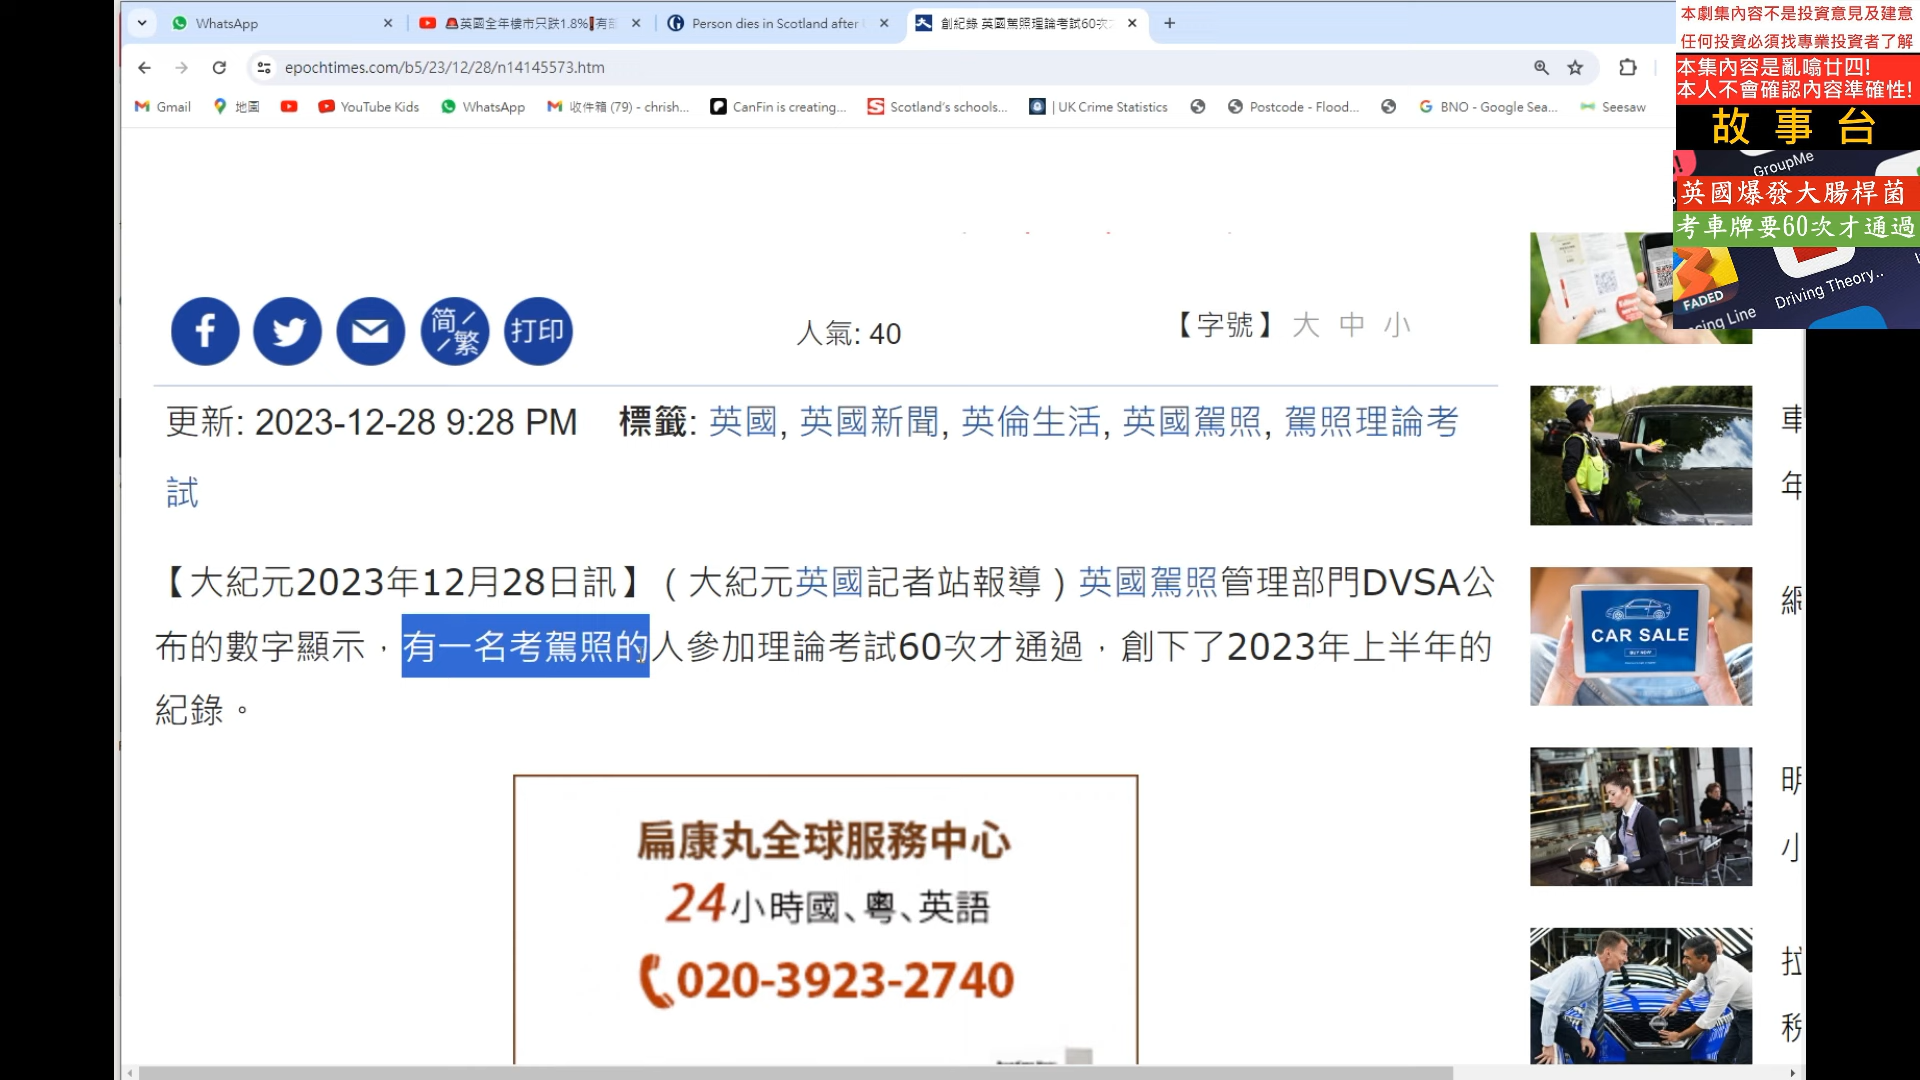 WhatsApp
英國全年樓市只跌1.8%
Person dies in Scotland after
創紀錄 英國駕照理論考試60次
epochtimes.com/b5/23/12/28/n14145573.htm
Gmail
地圖
YouTube Kids
WhatsApp
收件箱 (79) - chrish...
CanFin is creating...
Scotland's schools...
| UK Crime Statistics
Postcode - Flood...
BNO - Google Sea...
Seesaw
本劇集內容不是投資意見及建意
任何投資必須找專業投資者了解
本集內容是亂噏廿四!
本人不會確認內容準確性!
故事台
GroupMe
英國爆發大腸桿菌
考車牌要60次才通過
FADED
Driving Theory..
cing Line
简/繁
打印
人氣: 40
【字號】 大 中 小
更新: 2023-12-28 9:28 PM 標籤: 英國, 英國新聞, 英倫生活, 英國駕照, 駕照理論考
試
【大紀元2023年12月28日訊】（大紀元英國記者站報導）英國駕照管理部門DVSA公
布的數字顯示，有一名考駕照的人參加理論考試60次才通過，創下了2023年上半年的
紀錄。
扁康丸全球服務中心
24小時國、粵、英語
020-3923-2740
車
年
CAR SALE
網
明
小
拉
稅